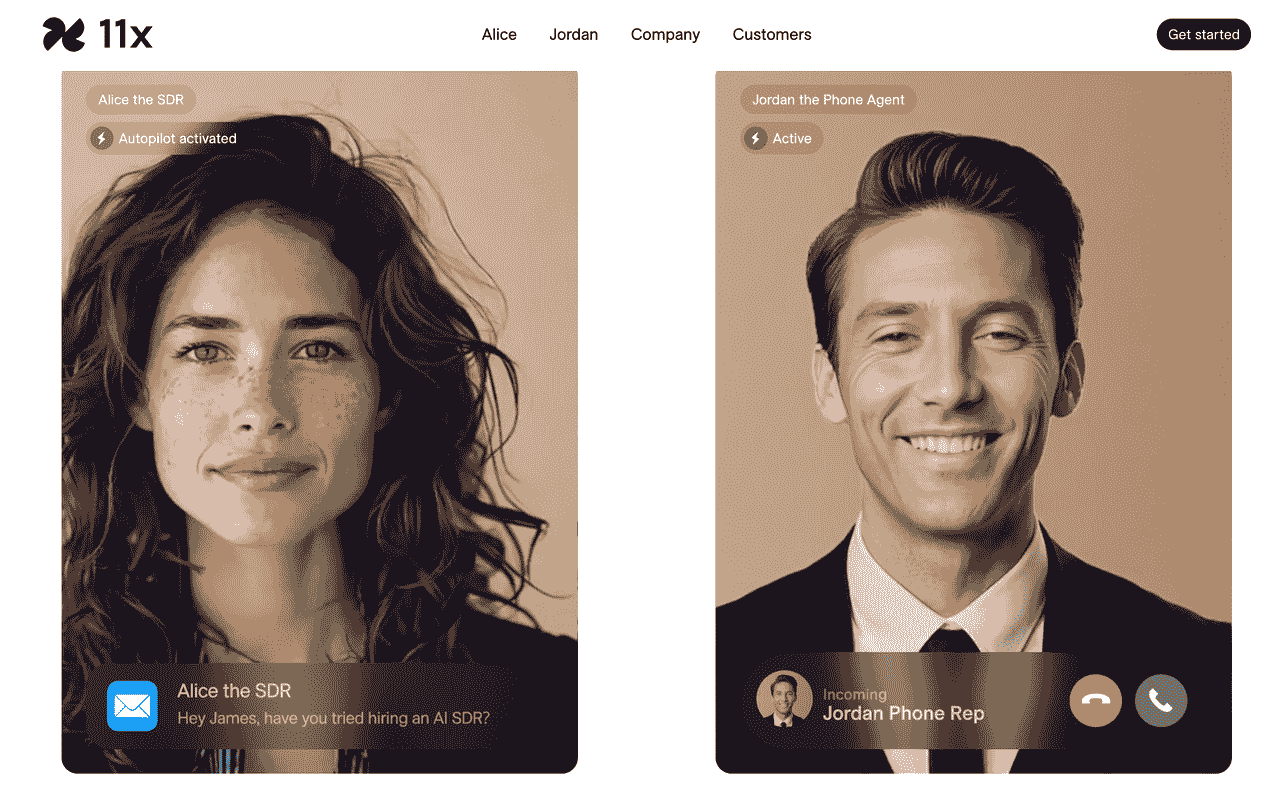 11x
Alice
Jordan
Company
Customers
Get started
Alice the SDR
Autopilot activated
Alice the SDR
Hey James, have you tried hiring an AI SDR?
Jordan the Phone Agent
Active
Incoming
Jordan Phone Rep